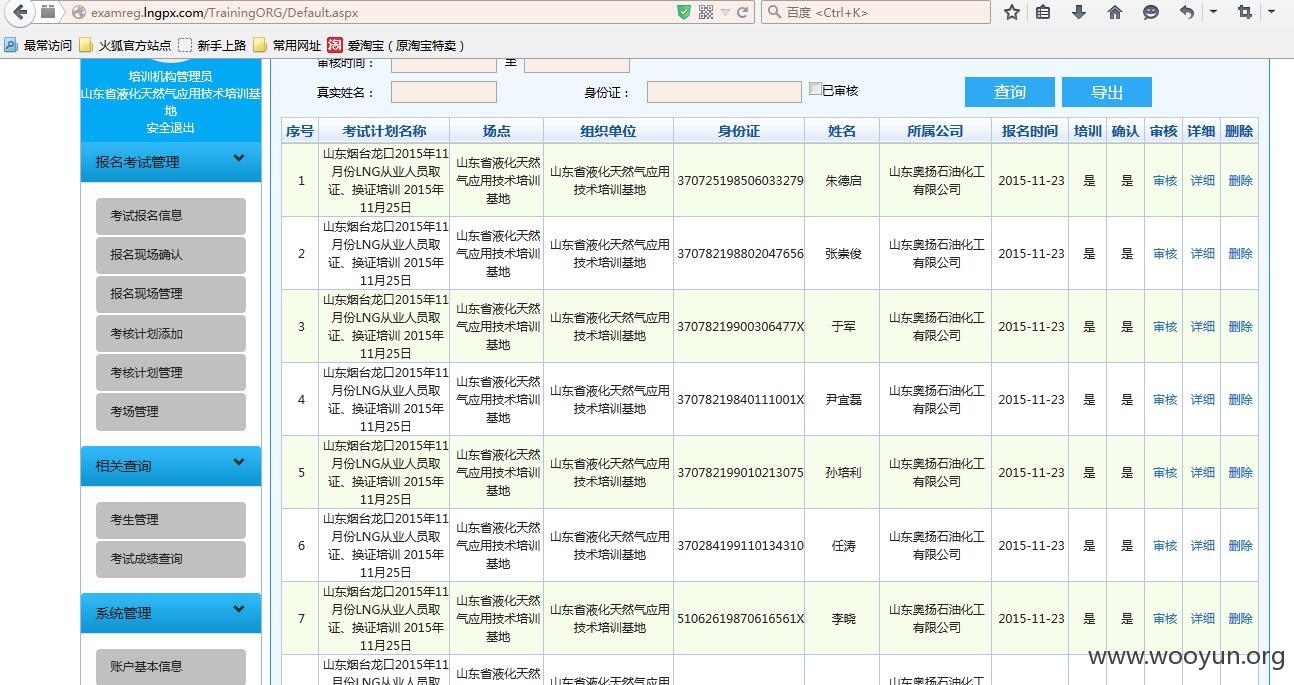 examreg.lngpx.com/TrainingORG/Default.aspx
百度 <Ctrl+K>
最常访问 火狐官方站点 新手上路 常用网址 淘 爱淘宝（原淘宝特卖）
培训机构管理员
山东省液化天然气应用技术培训基
地
安全退出
报名考试管理
考试报名信息
报名现场确认
报名现场管理
考核计划添加
考核计划管理
考场管理
相关查询
考生管理
考试成绩查询
系统管理
账户基本信息
审核时间： 至
真实姓名： 身份证： 已审核 查询 导出
序号 考试计划名称 场点 组织单位 身份证 姓名 所属公司 报名时间 培训 确认 审核 详细 删除
1 山东烟台龙口2015年11月份LNG从业人员取证、换证培训 2015年11月25日 山东省液化天然气应用技术培训基地 山东省液化天然气应用技术培训基地 370725198506033279 朱德启 山东奥扬石油化工有限公司 2015-11-23 是 是 审核 详细 删除
2 山东烟台龙口2015年11月份LNG从业人员取证、换证培训 2015年11月25日 山东省液化天然气应用技术培训基地 山东省液化天然气应用技术培训基地 370782198802047656 张崇俊 山东奥扬石油化工有限公司 2015-11-23 是 是 审核 详细 删除
3 山东烟台龙口2015年11月份LNG从业人员取证、换证培训 2015年11月25日 山东省液化天然气应用技术培训基地 山东省液化天然气应用技术培训基地 37078219900306477X 于军 山东奥扬石油化工有限公司 2015-11-23 是 是 审核 详细 删除
4 山东烟台龙口2015年11月份LNG从业人员取证、换证培训 2015年11月25日 山东省液化天然气应用技术培训基地 山东省液化天然气应用技术培训基地 37078219840111001X 尹宜磊 山东奥扬石油化工有限公司 2015-11-23 是 是 审核 详细 删除
5 山东烟台龙口2015年11月份LNG从业人员取证、换证培训 2015年11月25日 山东省液化天然气应用技术培训基地 山东省液化天然气应用技术培训基地 370782199010213075 孙培利 山东奥扬石油化工有限公司 2015-11-23 是 是 审核 详细 删除
6 山东烟台龙口2015年11月份LNG从业人员取证、换证培训 2015年11月25日 山东省液化天然气应用技术培训基地 山东省液化天然气应用技术培训基地 370284199110134310 任涛 山东奥扬石油化工有限公司 2015-11-23 是 是 审核 详细 删除
7 山东烟台龙口2015年11月份LNG从业人员取证、换证培训 2015年11月25日 山东省液化天然气应用技术培训基地 山东省液化天然气应用技术培训基地 51062619870616561X 李晓 山东奥扬石油化工有限公司 2015-11-23 是 是 审核 详细 删除
山东烟台龙口2015年11月份LNG从业人员取 山东省液化天然 山东省液化天然气应用 山东奥扬石油化工
www.wooyun.org